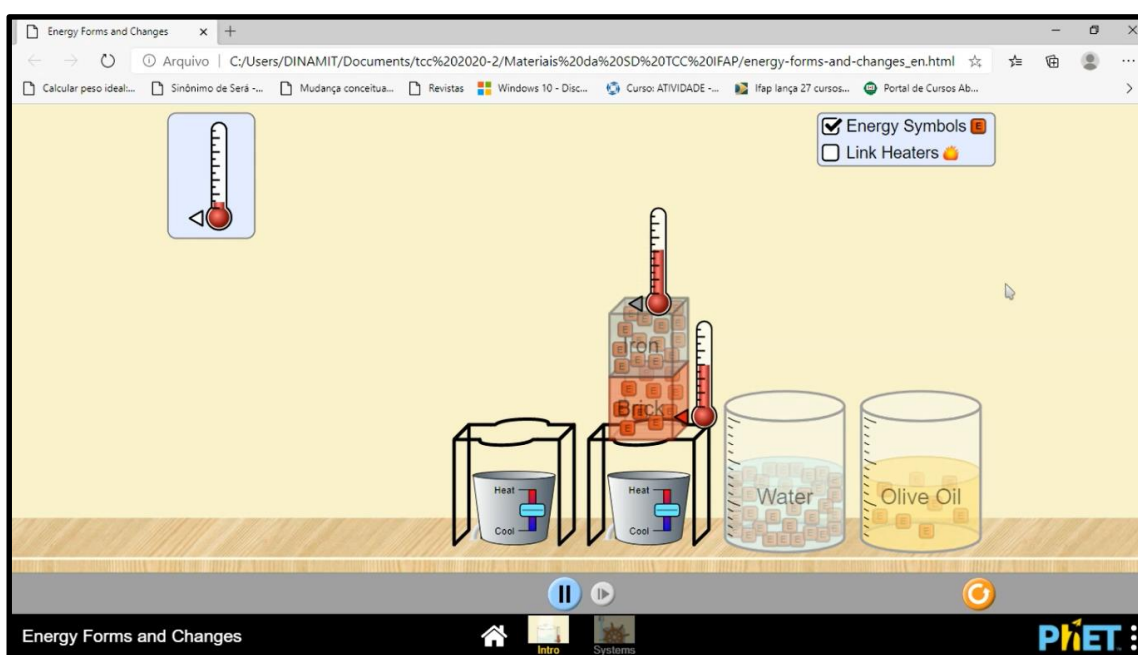 Energy Forms and Changes
C:/Users/DINAMIT/Documents/tcc%202020-2/Materiais%20da%20SD%20TCC%20IFAP/energy-forms-and-changes_en.html
Arquivo
Calcular peso ideal:...
Sinônimo de Será -...
Mudança conceitua...
Revistas
Windows 10 - Disc...
Curso: ATIVIDADE -...
Ifap lança 27 cursos...
Portal de Cursos Ab...
Energy Symbols E
Link Heaters
Iron
Brick
Heat
Cool
Heat
Cool
Water
Olive Oil
Energy Forms and Changes
Intro
Systems
PhET